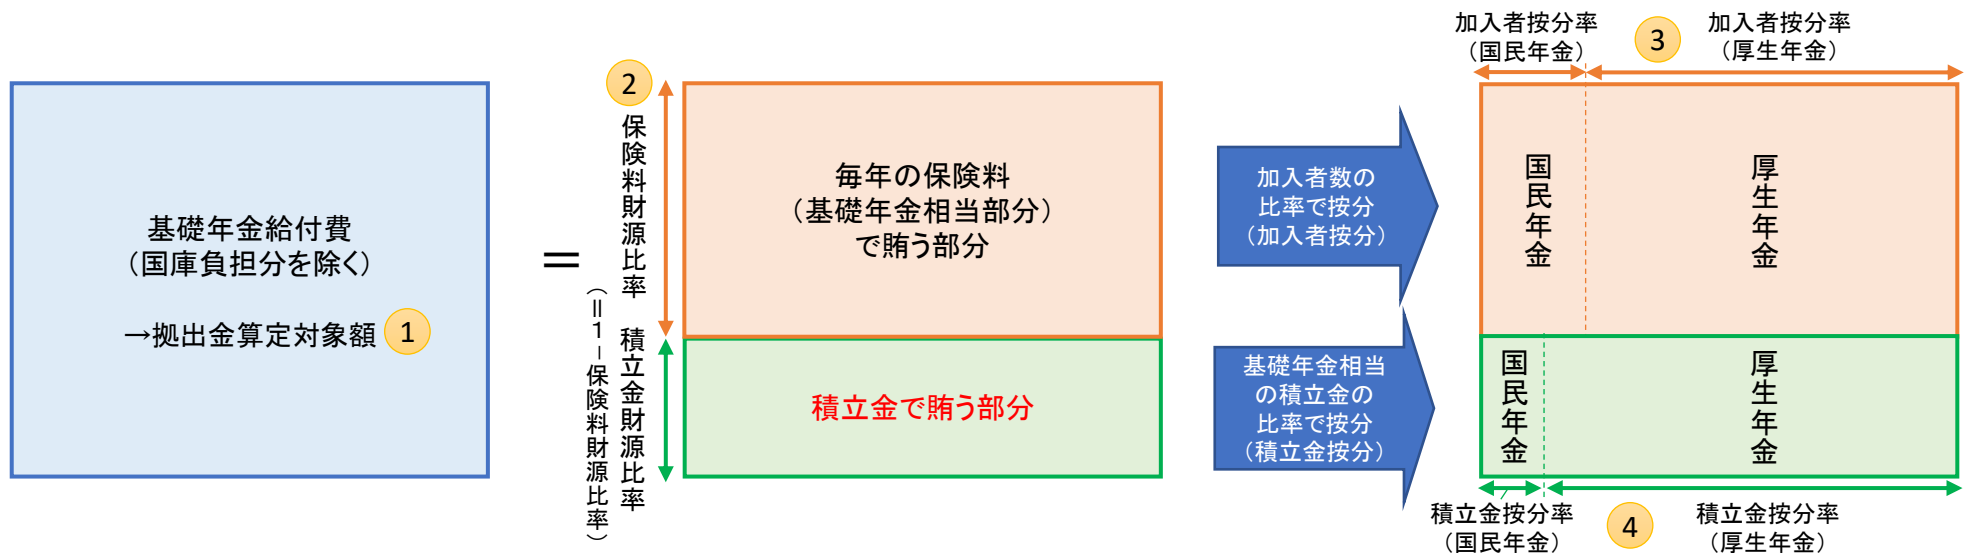 基礎年金給付費
（国庫負担分を除く）
→拠出金算定対象額 1
＝
2
保険料財源比率
積立金財源比率
（＝１－保険料財源比率）
毎年の保険料
（基礎年金相当部分）
で賄う部分
積立金で賄う部分
加入者数の
比率で按分
（加入者按分）
基礎年金相当
の積立金の
比率で按分
（積立金按分）
加入者按分率
（国民年金）
3
加入者按分率
（厚生年金）
国民年金
厚生年金
国民年金
厚生年金
積立金按分率
（国民年金）
4
積立金按分率
（厚生年金）